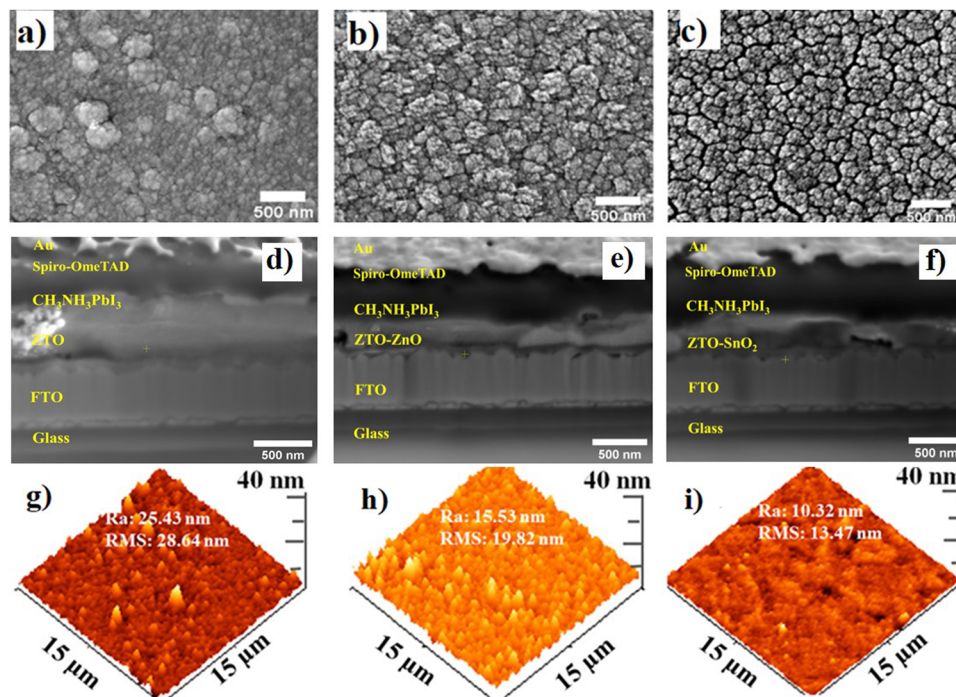 a)
500 nm
b)
500 nm
c)
500 nm
Au
Spiro-OmeTAD
CH₃NH₃PbI₃
ZTO
FTO
Glass
d)
500 nm
Au
Spiro-OmeTAD
CH₃NH₃PbI₃
ZTO-ZnO
FTO
Glass
e)
500 nm
Au
Spiro-OmeTAD
CH₃NH₃PbI₃
ZTO-SnO₂
FTO
Glass
f)
500 nm
g)
40 nm
Ra: 25.43 nm
RMS: 28.64 nm
15 µm
15 µm
h)
40 nm
Ra: 15.53 nm
RMS: 19.82 nm
15 µm
15 µm
i)
40 nm
Ra: 10.32 nm
RMS: 13.47 nm
15 µm
15 µm